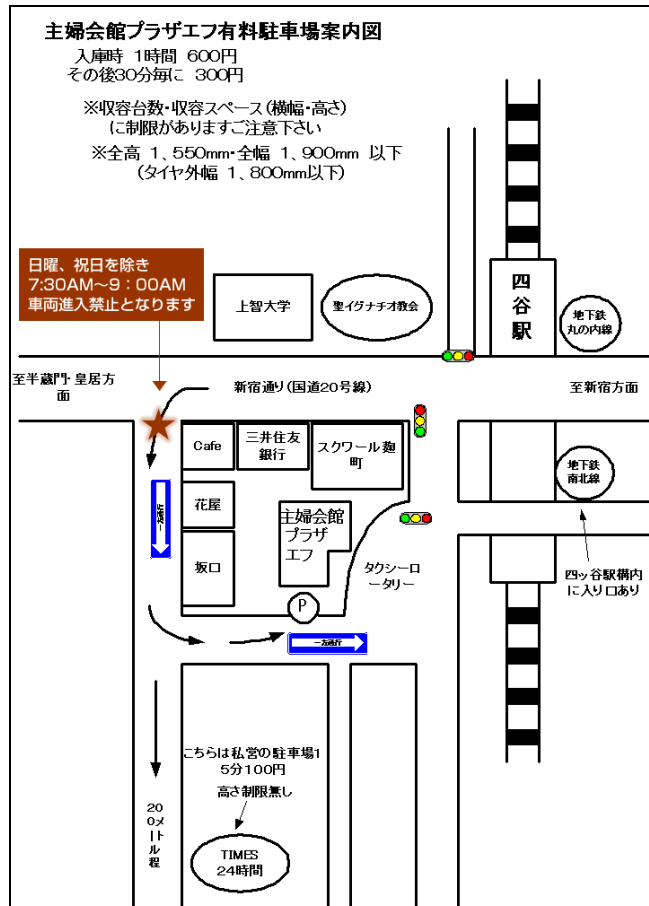 主婦会館プラザエフ有料駐車場案内図
入庫時 1時間 600円
その後30分毎に 300円
※収容台数・収容スペース(横幅・高さ)
に制限がありますご注意下さい
※全高 1、550mm・全幅 1、900mm 以下
(タイヤ外幅 1、800mm以下)
日曜、祝日を除き
7:30AM～9：00AM
車両進入禁止となります
上智大学
聖イグナチオ教会
四谷駅
地下鉄
丸の内線
至半蔵門・皇居方
面
新宿通り(国道20号線)
至新宿方面
Cafe
三井住友
銀行
スクワール麹
町
地下鉄
南北線
花屋
主婦会館
プラザ
エフ
一方通行
坂口
タクシーロ
ータリー
四ッ谷駅構内
に入り口あり
P
一方通行
こちらは私営の駐車場1
5分100円
高さ制限無し
200メートル程
TIMES
24時間